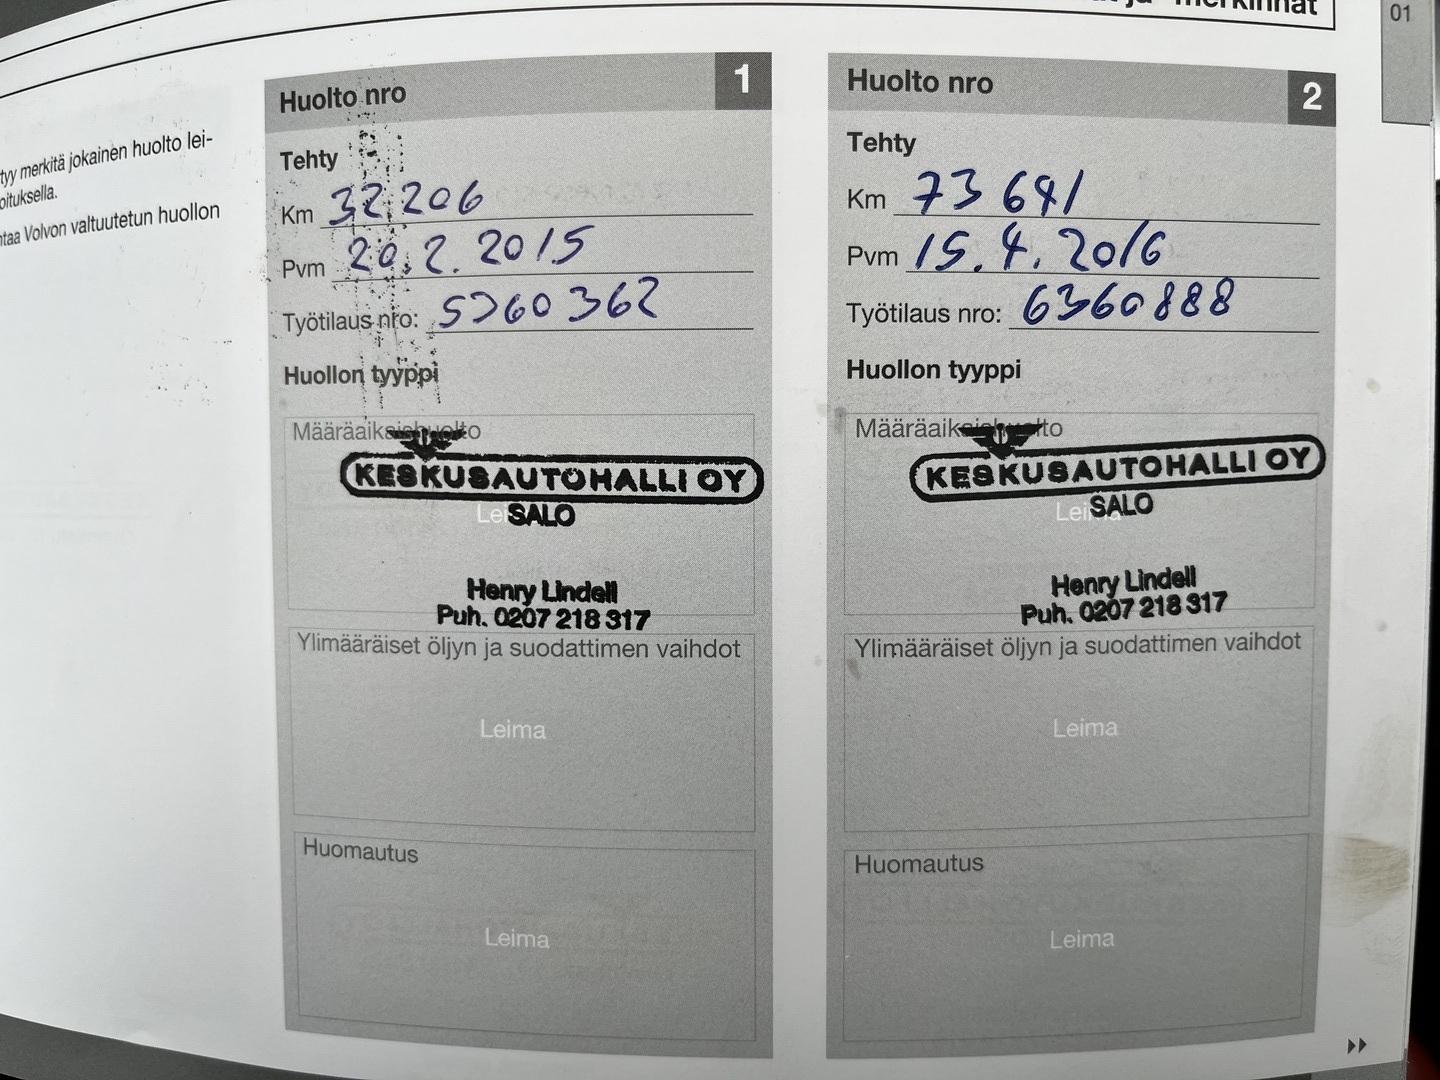 merkinnät
01
tyy merkitä jokainen huolto lei-
oituksella.
ntaa Volvon valtuutetun huollon
Huolto nro 1
Tehty
Km 32 206
Pvm 20.2.2015
Työtilaus nro: 5360362
Huollon tyyppi
Määräaikaishuolto
KESKUSAUTOHALLI OY
Leima
SALO
Henry Lindell
Puh. 0207 218 317
Ylimääräiset öljyn ja suodattimen vaihdot
Leima
Huomautus
Leima
Huolto nro 2
Tehty
Km 73 641
Pvm 15.4.2016
Työtilaus nro: 6360888
Huollon tyyppi
Määräaikaishuolto
KESKUSAUTOHALLI OY
Leima
SALO
Henry Lindell
Puh. 0207 218 317
Ylimääräiset öljyn ja suodattimen vaihdot
Leima
Huomautus
Leima